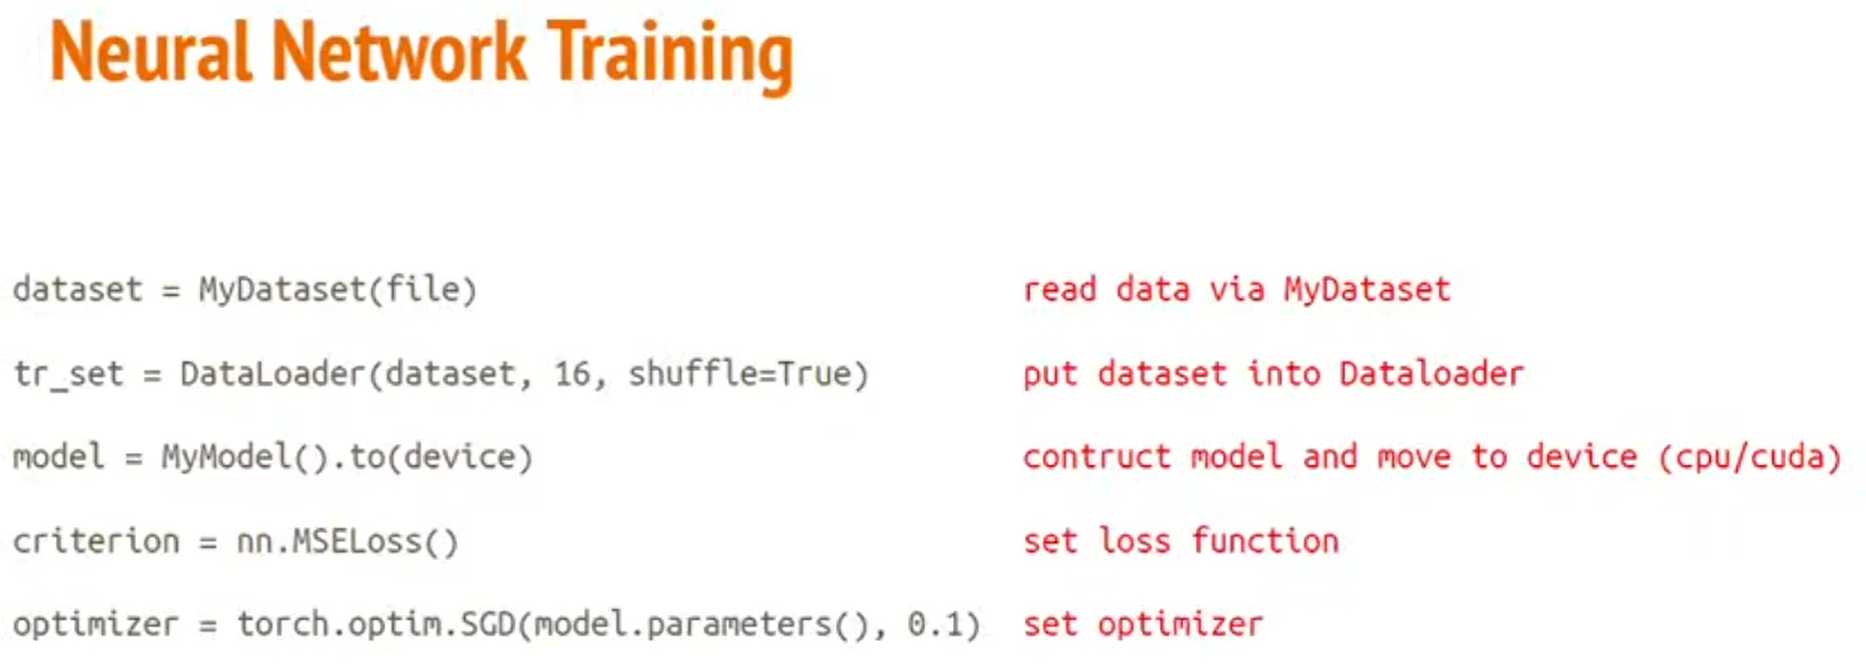 Neural Network Training
dataset = MyDataset(file) read data via MyDataset
tr_set = DataLoader(dataset, 16, shuffle=True) put dataset into Dataloader
model = MyModel().to(device) contruct model and move to device (cpu/cuda)
criterion = nn.MSELoss() set loss function
optimizer = torch.optim.SGD(model.parameters(), 0.1) set optimizer